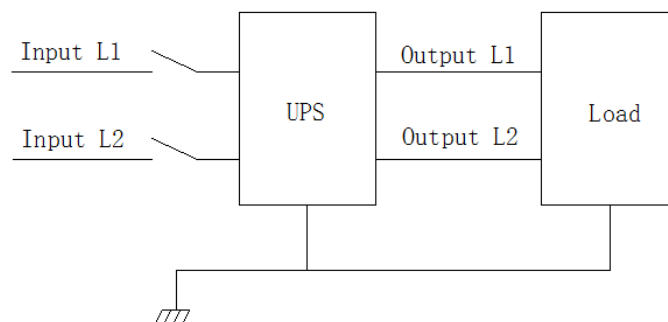 Input L1
Output L1
UPS
Load
Input L2
Output L2